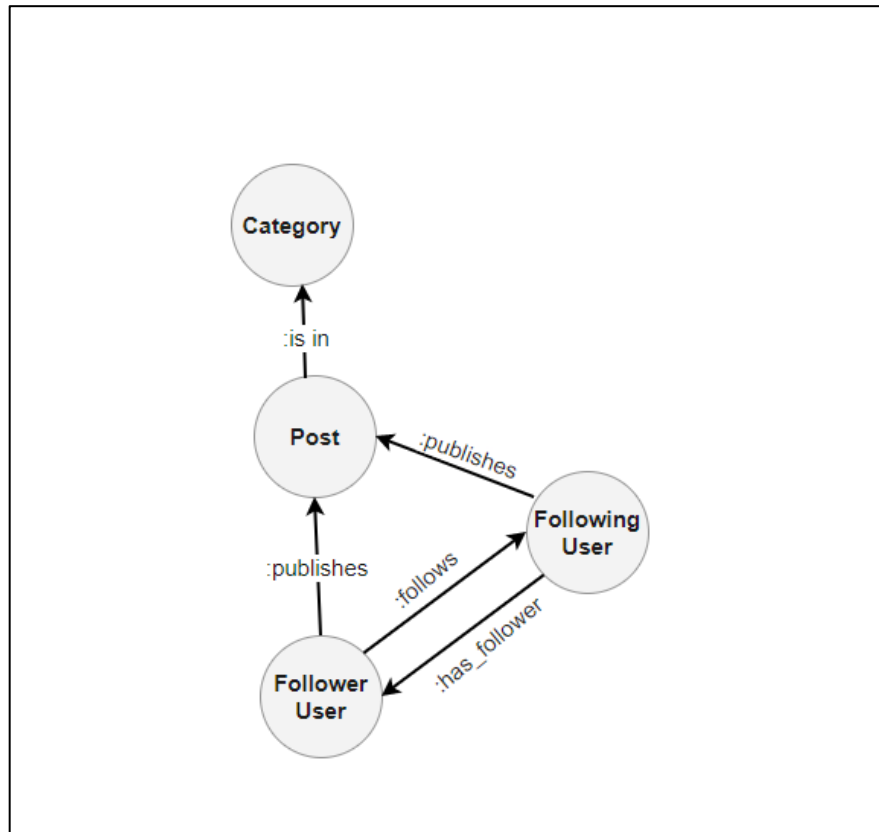 Category
:is in
Post
:publishes
Following
User
:publishes
:follows
:has_follower
Follower
User